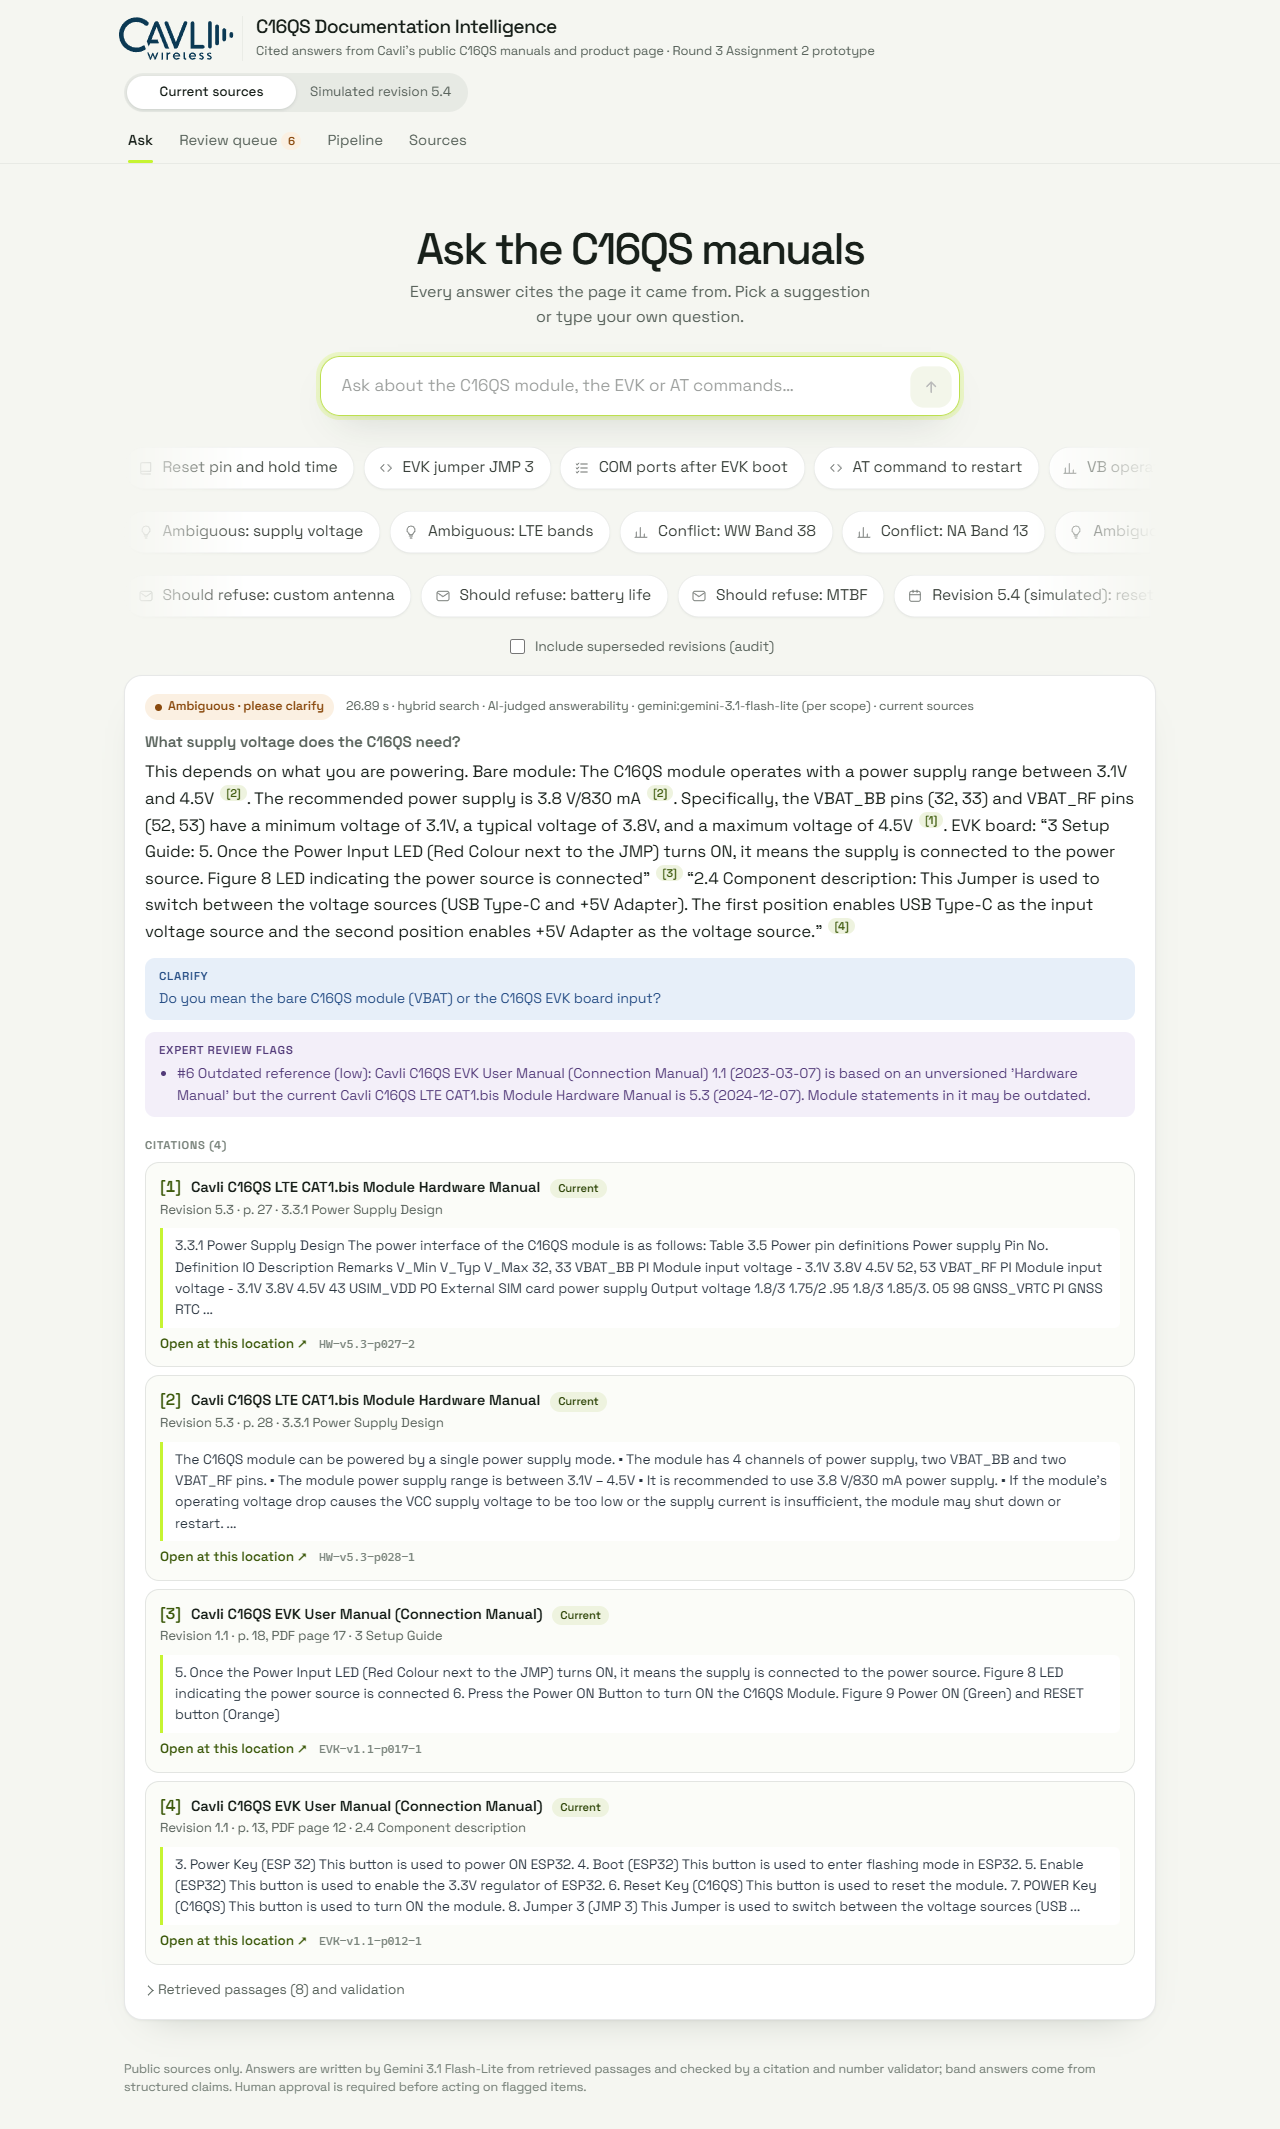 CAVLI
wireless
C16QS Documentation Intelligence
Cited answers from Cavli's public C16QS manuals and product page · Round 3 Assignment 2 prototype
Current sources
Simulated revision 5.4
Ask
Review queue 6
Pipeline
Sources
Ask the C16QS manuals
Every answer cites the page it came from. Pick a suggestion
or type your own question.
Ask about the C16QS module, the EVK or AT commands...
Reset pin and hold time
EVK jumper JMP 3
COM ports after EVK boot
AT command to restart
VB opera
Ambiguous: supply voltage
Ambiguous: LTE bands
Conflict: WW Band 38
Conflict: NA Band 13
Ambiguo
Should refuse: custom antenna
Should refuse: battery life
Should refuse: MTBF
Revision 5.4 (simulated): reset
Include superseded revisions (audit)
Ambiguous · please clarify
26.89 s · hybrid search · AI-judged answerability · gemini:gemini-3.1-flash-lite (per scope) · current sources
What supply voltage does the C16QS need?
This depends on what you are powering. Bare module: The C16QS module operates with a power supply range between 3.1V
and 4.5V [2]. The recommended power supply is 3.8 V/830 mA [2]. Specifically, the VBAT_BB pins (32, 33) and VBAT_RF pins
(52, 53) have a minimum voltage of 3.1V, a typical voltage of 3.8V, and a maximum voltage of 4.5V [1]. EVK board: “3 Setup
Guide: 5. Once the Power Input LED (Red Colour next to the JMP) turns ON, it means the supply is connected to the power
source. Figure 8 LED indicating the power source is connected” [3] “2.4 Component description: This Jumper is used to
switch between the voltage sources (USB Type-C and +5V Adapter). The first position enables USB Type-C as the input
voltage source and the second position enables +5V Adapter as the voltage source.” [4]
CLARIFY
Do you mean the bare C16QS module (VBAT) or the C16QS EVK board input?
EXPERT REVIEW FLAGS
• #6 Outdated reference (low): Cavli C16QS EVK User Manual (Connection Manual) 1.1 (2023-03-07) is based on an unversioned 'Hardware
Manual' but the current Cavli C16QS LTE CAT1.bis Module Hardware Manual is 5.3 (2024-12-07). Module statements in it may be outdated.
CITATIONS (4)
[1] Cavli C16QS LTE CAT1.bis Module Hardware Manual Current
Revision 5.3 · p. 27 · 3.3.1 Power Supply Design
3.3.1 Power Supply Design The power interface of the C16QS module is as follows: Table 3.5 Power pin definitions Power supply Pin No.
Definition IO Description Remarks V_Min V_Typ V_Max 32, 33 VBAT_BB PI Module input voltage - 3.1V 3.8V 4.5V 52, 53 VBAT_RF PI Module input
voltage - 3.1V 3.8V 4.5V 43 USIM_VDD PO External SIM card power supply Output voltage 1.8/3 1.75/2 .95 1.8/3 1.85/3. 05 98 GNSS_VRTC PI GNSS
RTC ...
Open at this location ↗ HW-v5.3-p027-2
[2] Cavli C16QS LTE CAT1.bis Module Hardware Manual Current
Revision 5.3 · p. 28 · 3.3.1 Power Supply Design
The C16QS module can be powered by a single power supply mode. ▪ The module has 4 channels of power supply, two VBAT_BB and two
VBAT_RF pins. ▪ The module power supply range is between 3.1V – 4.5V ▪ It is recommended to use 3.8 V/830 mA power supply. ▪ If the module's
operating voltage drop causes the VCC supply voltage to be too low or the supply current is insufficient, the module may shut down or
restart. ...
Open at this location ↗ HW-v5.3-p028-1
[3] Cavli C16QS EVK User Manual (Connection Manual) Current
Revision 1.1 · p. 18, PDF page 17 · 3 Setup Guide
5. Once the Power Input LED (Red Colour next to the JMP) turns ON, it means the supply is connected to the power source. Figure 8 LED
indicating the power source is connected 6. Press the Power ON Button to turn ON the C16QS Module. Figure 9 Power ON (Green) and RESET
button (Orange)
Open at this location ↗ EVK-v1.1-p017-1
[4] Cavli C16QS EVK User Manual (Connection Manual) Current
Revision 1.1 · p. 13, PDF page 12 · 2.4 Component description
3. Power Key (ESP 32) This button is used to power ON ESP32. 4. Boot (ESP32) This button is used to enter flashing mode in ESP32. 5. Enable
(ESP32) This button is used to enable the 3.3V regulator of ESP32. 6. Reset Key (C16QS) This button is used to reset the module. 7. POWER Key
(C16QS) This button is used to turn ON the module. 8. Jumper 3 (JMP 3) This Jumper is used to switch between the voltage sources (USB ...
Open at this location ↗ EVK-v1.1-p012-1
Retrieved passages (8) and validation
Public sources only. Answers are written by Gemini 3.1 Flash-Lite from retrieved passages and checked by a citation and number validator; band answers come from
structured claims. Human approval is required before acting on flagged items.